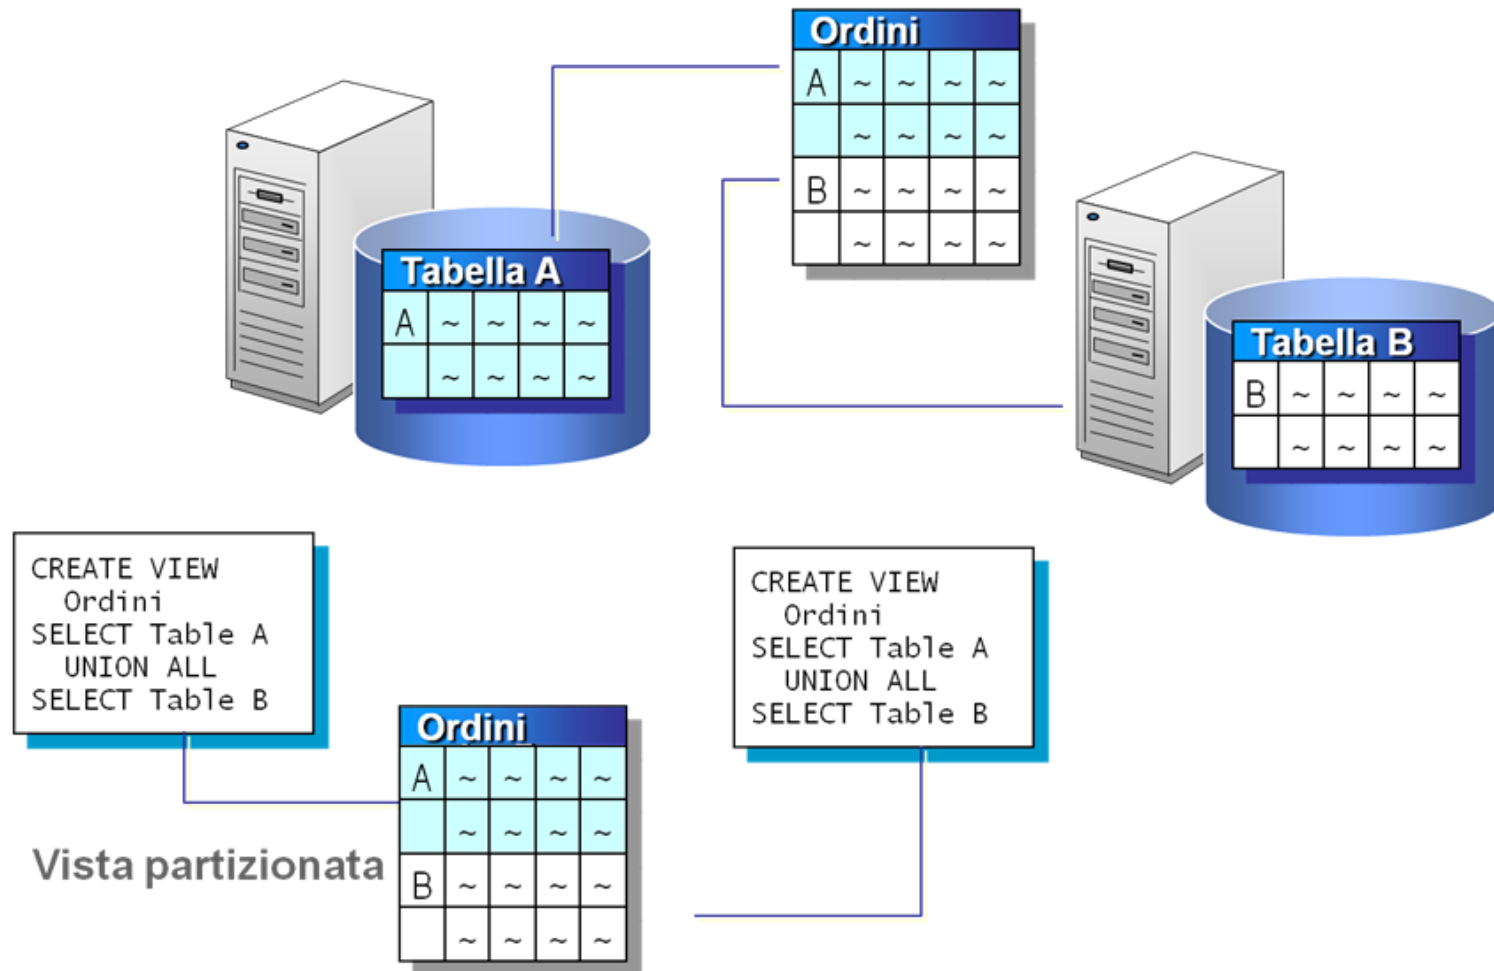 Ordini
A ~ ~ ~ ~
~ ~ ~ ~
B ~ ~ ~ ~
~ ~ ~ ~
Tabella A
A ~ ~ ~ ~
~ ~ ~ ~
Tabella B
B ~ ~ ~ ~
~ ~ ~ ~
CREATE VIEW
Ordini
SELECT Table A
UNION ALL
SELECT Table B
CREATE VIEW
Ordini
SELECT Table A
UNION ALL
SELECT Table B
Ordini
A ~ ~ ~ ~
~ ~ ~ ~
B ~ ~ ~ ~
~ ~ ~ ~
Vista partizionata